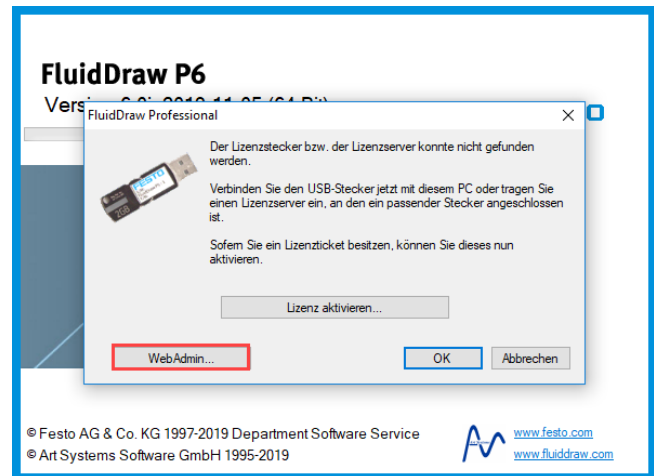 FluidDraw P6
FluidDraw Professional
Der Lizenzstecker bzw. der Lizenzserver konnte nicht gefunden
werden.
Verbinden Sie den USB-Stecker jetzt mit diesem PC oder tragen Sie
einen Lizenzserver ein, an den ein passender Stecker angeschlossen
ist.
Sofern Sie ein Lizenzticket besitzen, können Sie dieses nun
aktivieren.
FESTO
2GB
Lizenz aktivieren...
WebAdmin...
OK
Abbrechen
© Festo AG & Co. KG 1997-2019 Department Software Service
© Art Systems Software GmbH 1995-2019
www.festo.com
www.fluiddraw.com